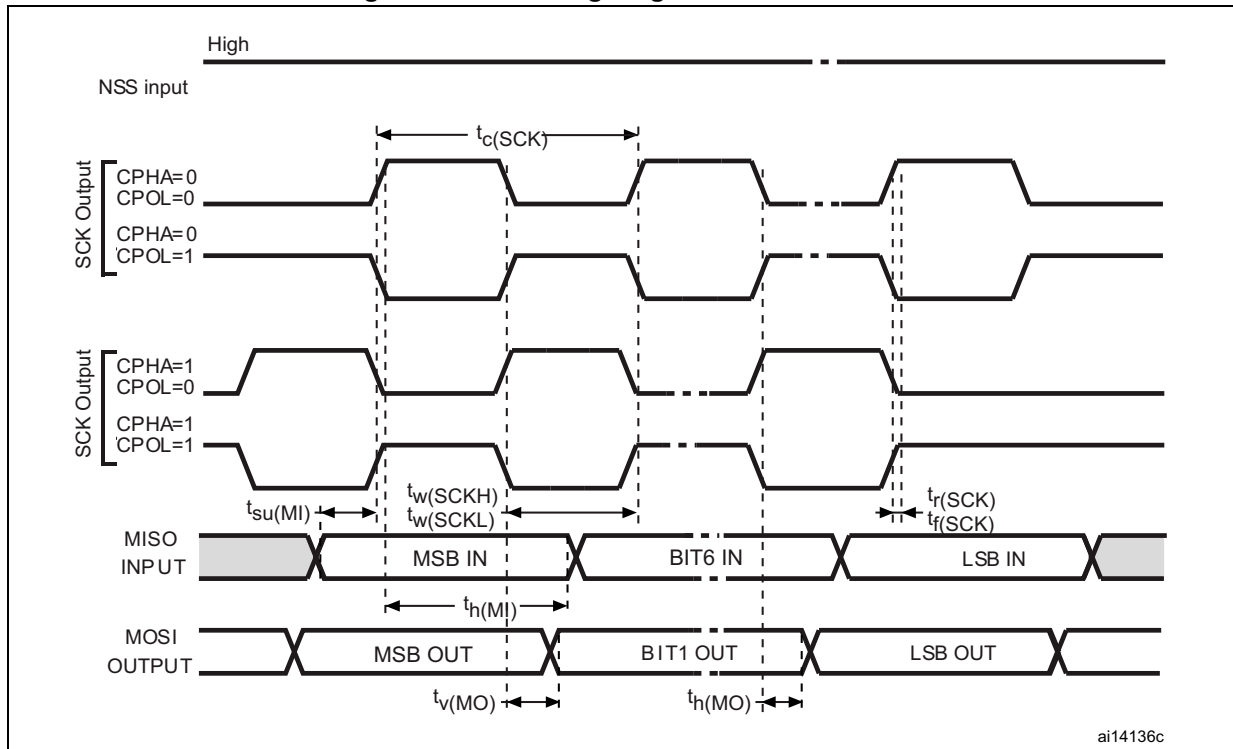 High
NSS input
tc(SCK)
SCK Output
CPHA=0
CPOL=0
CPHA=0
CPOL=1
SCK Output
CPHA=1
CPOL=0
CPHA=1
CPOL=1
tsu(MI)
tw(SCKH)
tw(SCKL)
tr(SCK)
tf(SCK)
MISO
INPUT
MSB IN
BIT6 IN
LSB IN
th(MI)
MOSI
OUTPUT
MSB OUT
BIT1 OUT
LSB OUT
tv(MO)
th(MO)
ai14136c